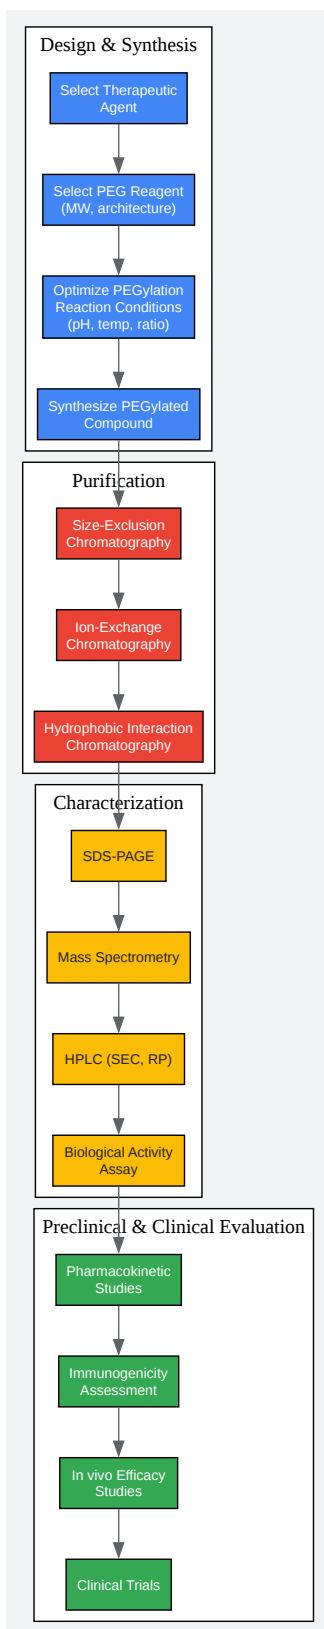 Design & Synthesis
Select Therapeutic
Agent
Select PEG Reagent
(MW, architecture)
Optimize PEGylation
Reaction Conditions
(pH, temp, ratio)
Synthesize PEGylated
Compound
Purification
Size-Exclusion
Chromatography
Ion-Exchange
Chromatography
Hydrophobic Interaction
Chromatography
Characterization
SDS-PAGE
Mass Spectrometry
HPLC (SEC, RP)
Biological Activity
Assay
Preclinical & Clinical Evaluation
Pharmacokinetic
Studies
Immunogenicity
Assessment
In vivo Efficacy
Studies
Clinical Trials